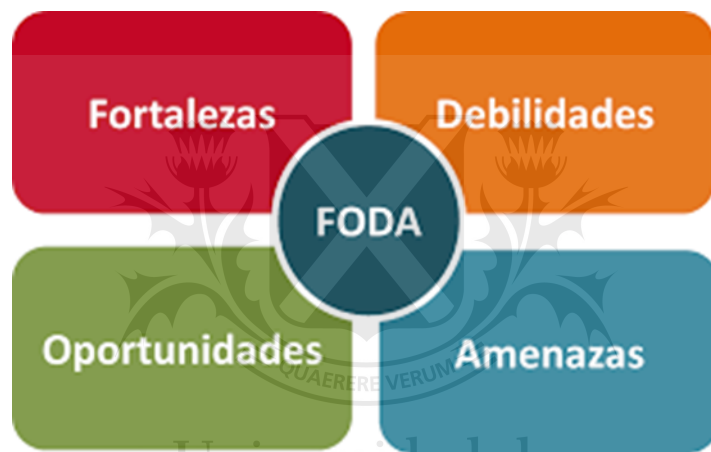 Fortalezas
Debilidades
FODA
Oportunidades
Amenazas
QUAERERE VERUM